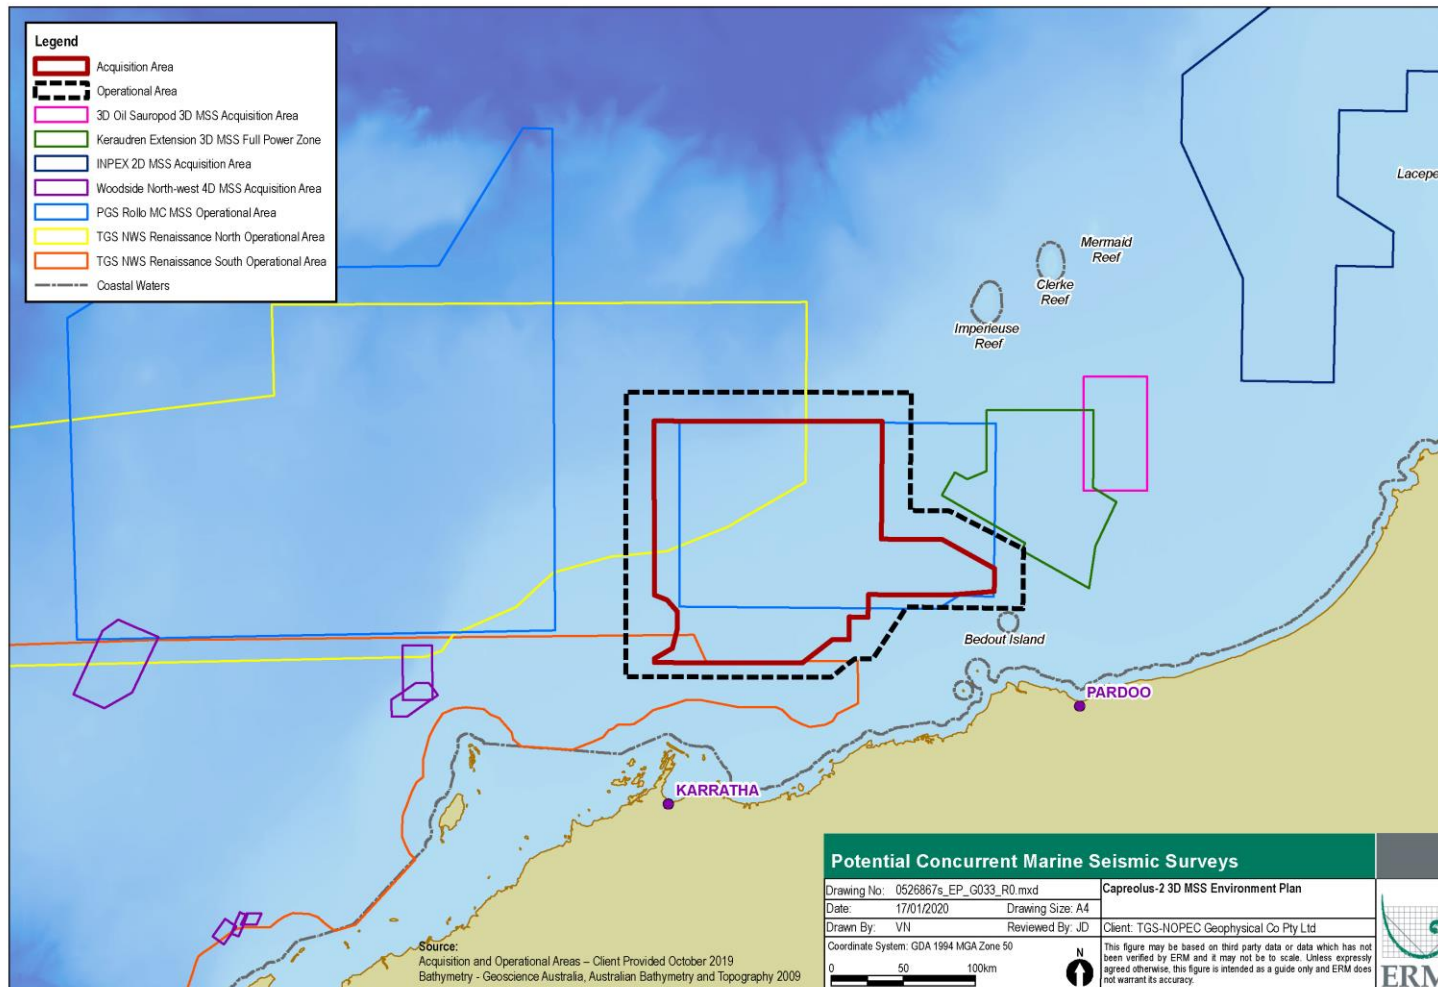 Legend
Acquisition Area
Operational Area
3D Oil Sauropod 3D MSS Acquisition Area
Keraudren Extension 3D MSS Full Power Zone
INPEX 2D MSS Acquisition Area
Woodside North-west 4D MSS Acquisition Area
PGS Rollo MC MSS Operational Area
TGS NWS Renaissance North Operational Area
TGS NWS Renaissance South Operational Area
Coastal Waters
Lacepe
Mermaid
Reef
Clerke
Reef
Imperieuse
Reef
Bedout Island
PARDOO
KARRATHA
Source:
Acquisition and Operational Areas – Client Provided October 2019
Bathymetry - Geoscience Australia, Australian Bathymetry and Topography 2009
Potential Concurrent Marine Seismic Surveys
Drawing No: 0526867s_EP_G033_R0.mxd
Date: 17/01/2020 Drawing Size: A4
Drawn By: VN Reviewed By: JD
Capreolus-2 3D MSS Environment Plan
Client: TGS-NOPEC Geophysical Co Pty Ltd
Coordinate System: GDA 1994 MGA Zone 50
0 50 100km
N
This figure may be based on third party data or data which has not
been verified by ERM and it may not be to scale. Unless expressly
agreed otherwise, this figure is intended as a guide only and ERM does
not warrant its accuracy.
ERM